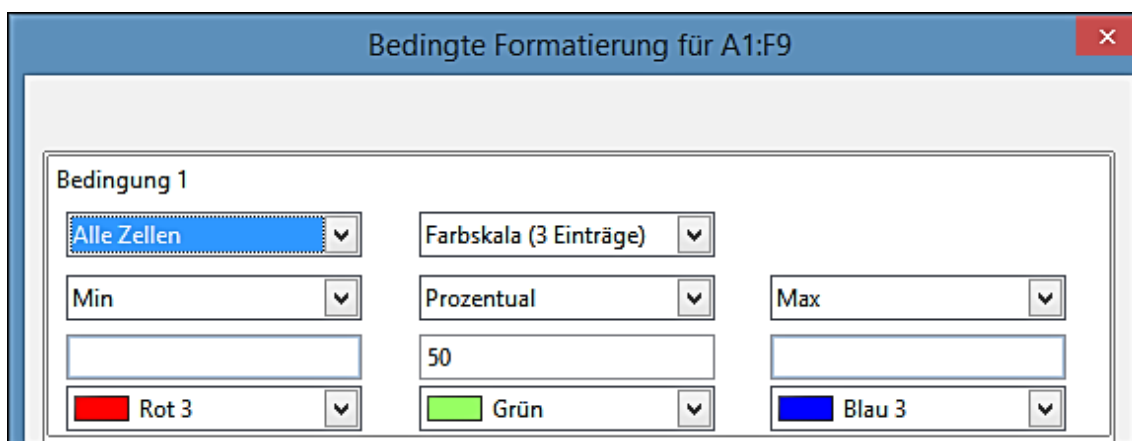 Bedingte Formatierung für A1:F9
Bedingung 1
Alle Zellen Farbskala (3 Einträge)
Min Prozentual Max
50
Rot 3 Grün Blau 3